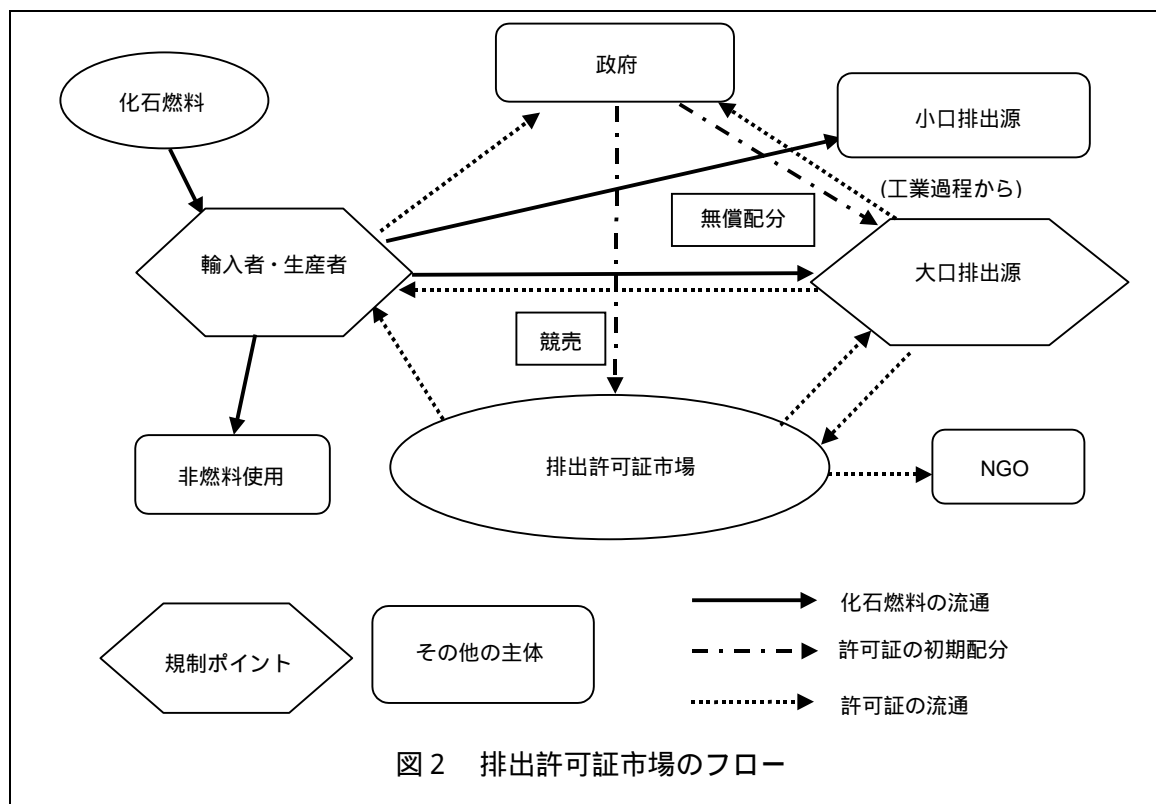 政府
化石燃料
小口排出源
(工業過程から)
無償配分
輸入者・生産者
大口排出源
競売
排出許可証市場
非燃料使用
NGO
化石燃料の流通
その他の主体
規制ポイント
許可証の初期配分
許可証の流通
図 2 排出許可証市場のフロー